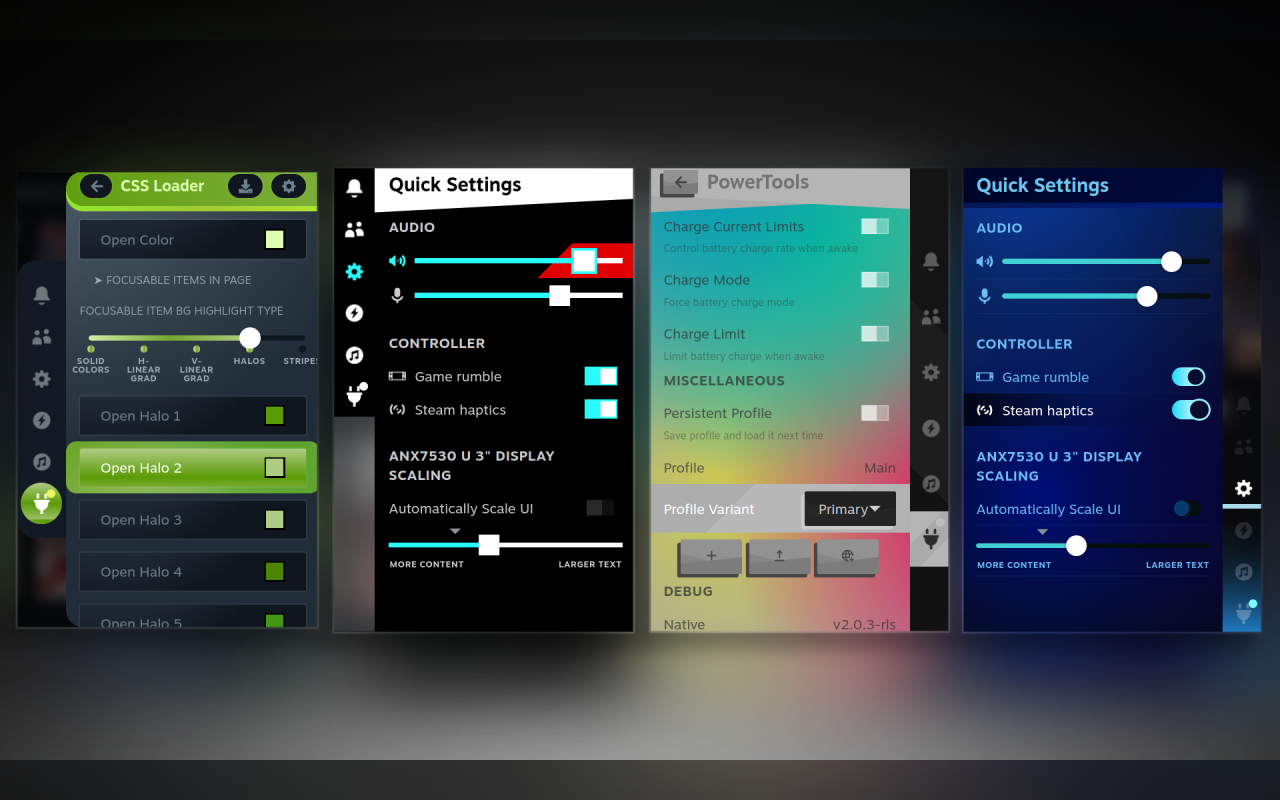 CSS Loader
Open Color
➤ FOCUSABLE ITEMS IN PAGE
FOCUSABLE ITEM BG HIGHLIGHT TYPE
SOLID COLORS
H-LINEAR GRAD
V-LINEAR GRAD
HALOS
STRIPES
Open Halo 1
Open Halo 2
Open Halo 3
Open Halo 4
Open Halo 5
Quick Settings
AUDIO
CONTROLLER
Game rumble
Steam haptics
ANX7530 U 3" DISPLAY
SCALING
Automatically Scale UI
MORE CONTENT LARGER TEXT
PowerTools
Charge Current Limits
Control battery charge rate when awake
Charge Mode
Force battery charge mode
Charge Limit
Limit battery charge when awake
MISCELLANEOUS
Persistent Profile
Save profile and load it next time
Profile Main
Profile Variant Primary
DEBUG
Native v2.0.3-rls
Quick Settings
AUDIO
CONTROLLER
Game rumble
Steam haptics
ANX7530 U 3" DISPLAY
SCALING
Automatically Scale UI
MORE CONTENT LARGER TEXT